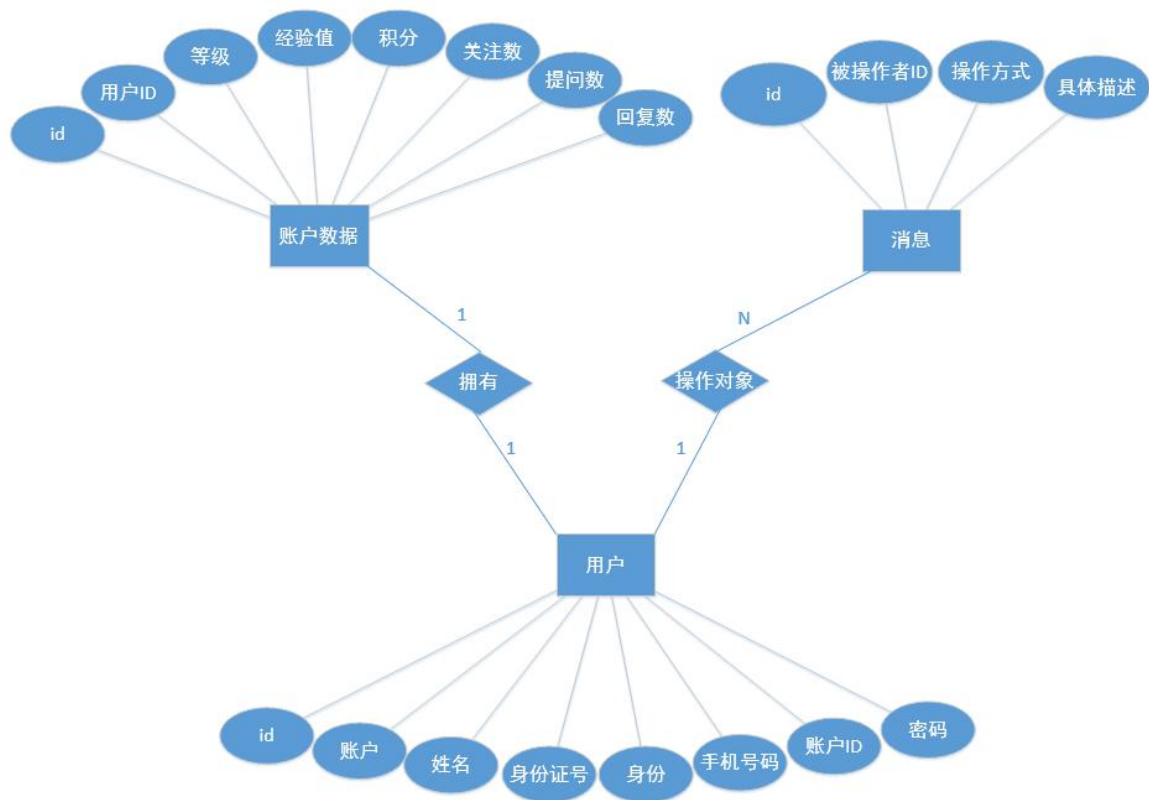 经验值
积分
关注数
等级
提问数
用户ID
回复数
id
被操作者ID
操作方式
具体描述
id
账户数据
消息
1
N
拥有
操作对象
1
1
用户
id
账户
姓名
身份证号
身份
手机号码
账户ID
密码